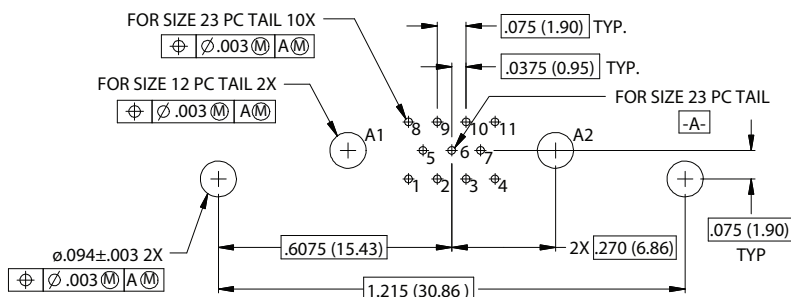 FOR SIZE 23 PC TAIL 10X
⌖ ∅.003 Ⓜ A Ⓜ
.075 (1.90) TYP.
.0375 (0.95) TYP.
FOR SIZE 12 PC TAIL 2X
⌖ ∅.003 Ⓜ A Ⓜ
FOR SIZE 23 PC TAIL
-A-
8 9 10 11
A1 5 6 7 A2
1 2 3 4
.075 (1.90)
TYP
ø.094±.003 2X
⌖ ∅.003 Ⓜ A Ⓜ
.6075 (15.43)
2X .270 (6.86)
1.215 (30.86)